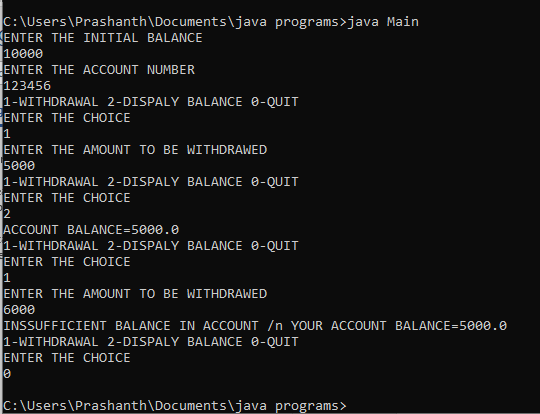 C:\Users\Prashanth\Documents\java programs>java Main
ENTER THE INITIAL BALANCE
10000
ENTER THE ACCOUNT NUMBER
123456
1-WITHDRAWAL 2-DISPALY BALANCE 0-QUIT
ENTER THE CHOICE
1
ENTER THE AMOUNT TO BE WITHDRAWED
5000
1-WITHDRAWAL 2-DISPALY BALANCE 0-QUIT
ENTER THE CHOICE
2
ACCOUNT BALANCE=5000.0
1-WITHDRAWAL 2-DISPALY BALANCE 0-QUIT
ENTER THE CHOICE
1
ENTER THE AMOUNT TO BE WITHDRAWED
6000
INSSUFFICIENT BALANCE IN ACCOUNT /n YOUR ACCOUNT BALANCE=5000.0
1-WITHDRAWAL 2-DISPALY BALANCE 0-QUIT
ENTER THE CHOICE
0
C:\Users\Prashanth\Documents\java programs>